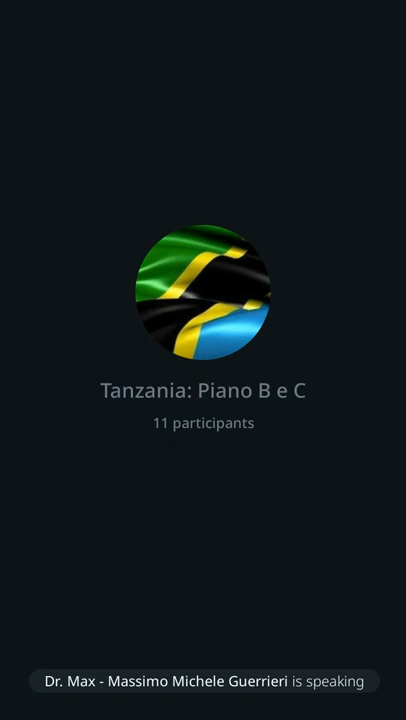 Tanzania: Piano B e C
11 participants
Dr. Max - Massimo Michele Guerrieri is speaking